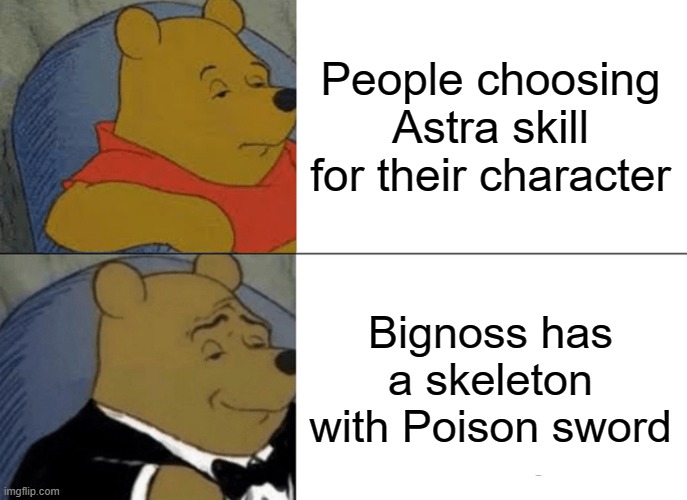 People choosing
Astra skill
for their character
Bignoss has
a skeleton
with Poison sword
imgflip.com